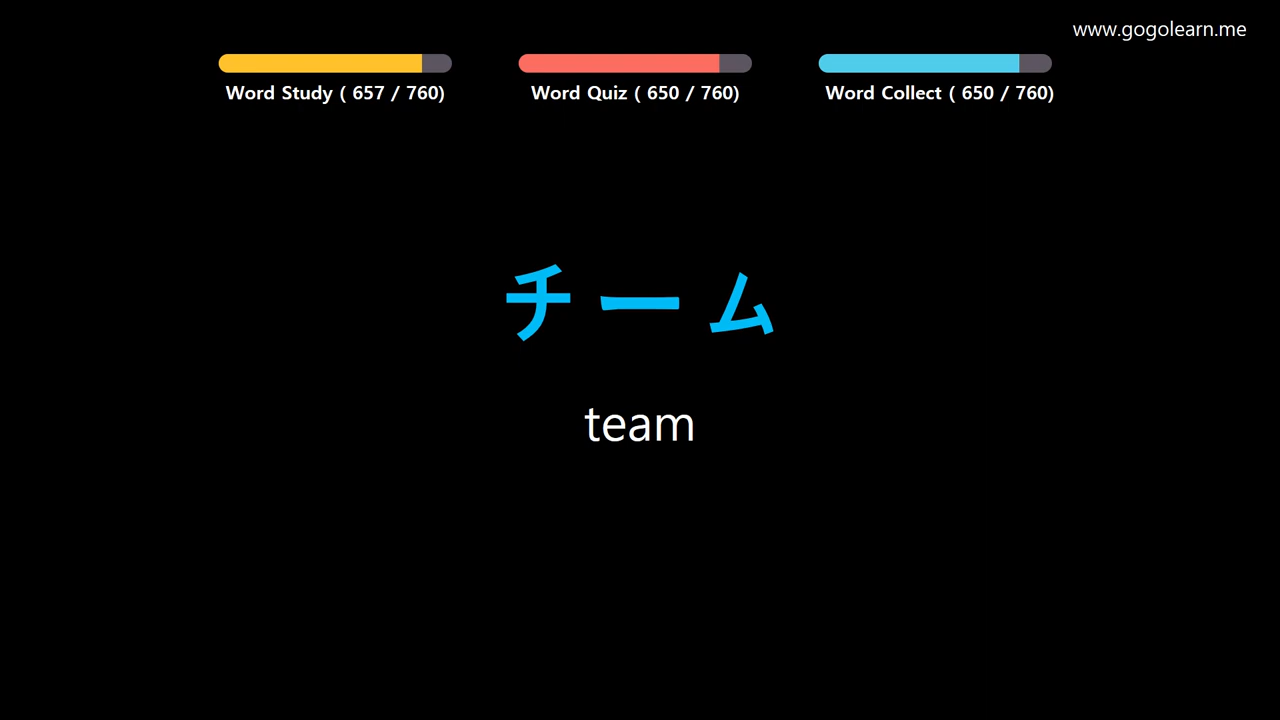 www.gogolearn.me
Word Study ( 657 / 760)
Word Quiz ( 650 / 760)
Word Collect ( 650 / 760)
チーム
team